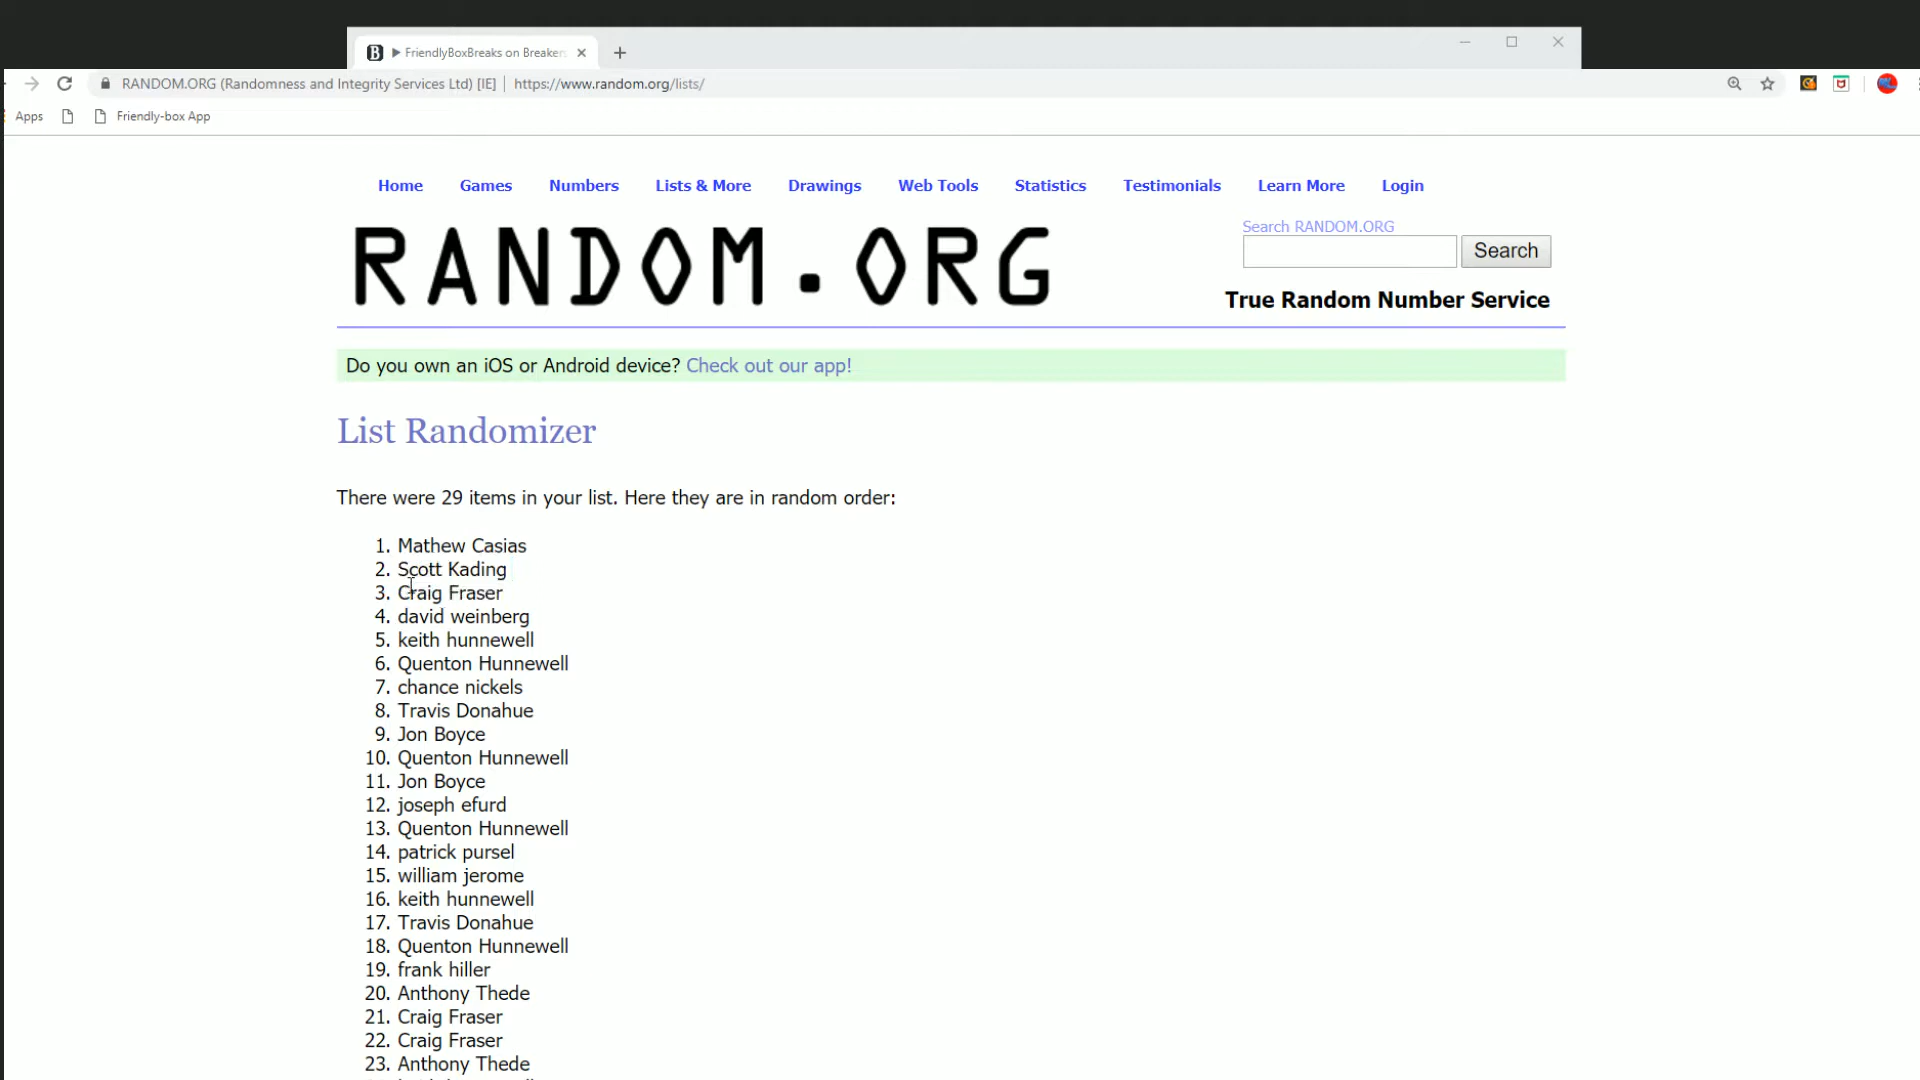 FriendlyBoxBreaks on Breaker
RANDOM.ORG (Randomness and Integrity Services Ltd) [IE] https://www.random.org/lists/
Apps Friendly-box App
Home Games Numbers Lists & More Drawings Web Tools Statistics Testimonials Learn More Login
RANDOM.ORG
Search RANDOM.ORG
Search
True Random Number Service
Do you own an iOS or Android device? Check out our app!
List Randomizer
There were 29 items in your list. Here they are in random order:
1. Mathew Casias
2. Scott Kading
3. Craig Fraser
4. david weinberg
5. keith hunnewell
6. Quenton Hunnewell
7. chance nickels
8. Travis Donahue
9. Jon Boyce
10. Quenton Hunnewell
11. Jon Boyce
12. joseph efurd
13. Quenton Hunnewell
14. patrick pursel
15. william jerome
16. keith hunnewell
17. Travis Donahue
18. Quenton Hunnewell
19. frank hiller
20. Anthony Thede
21. Craig Fraser
22. Craig Fraser
23. Anthony Thede